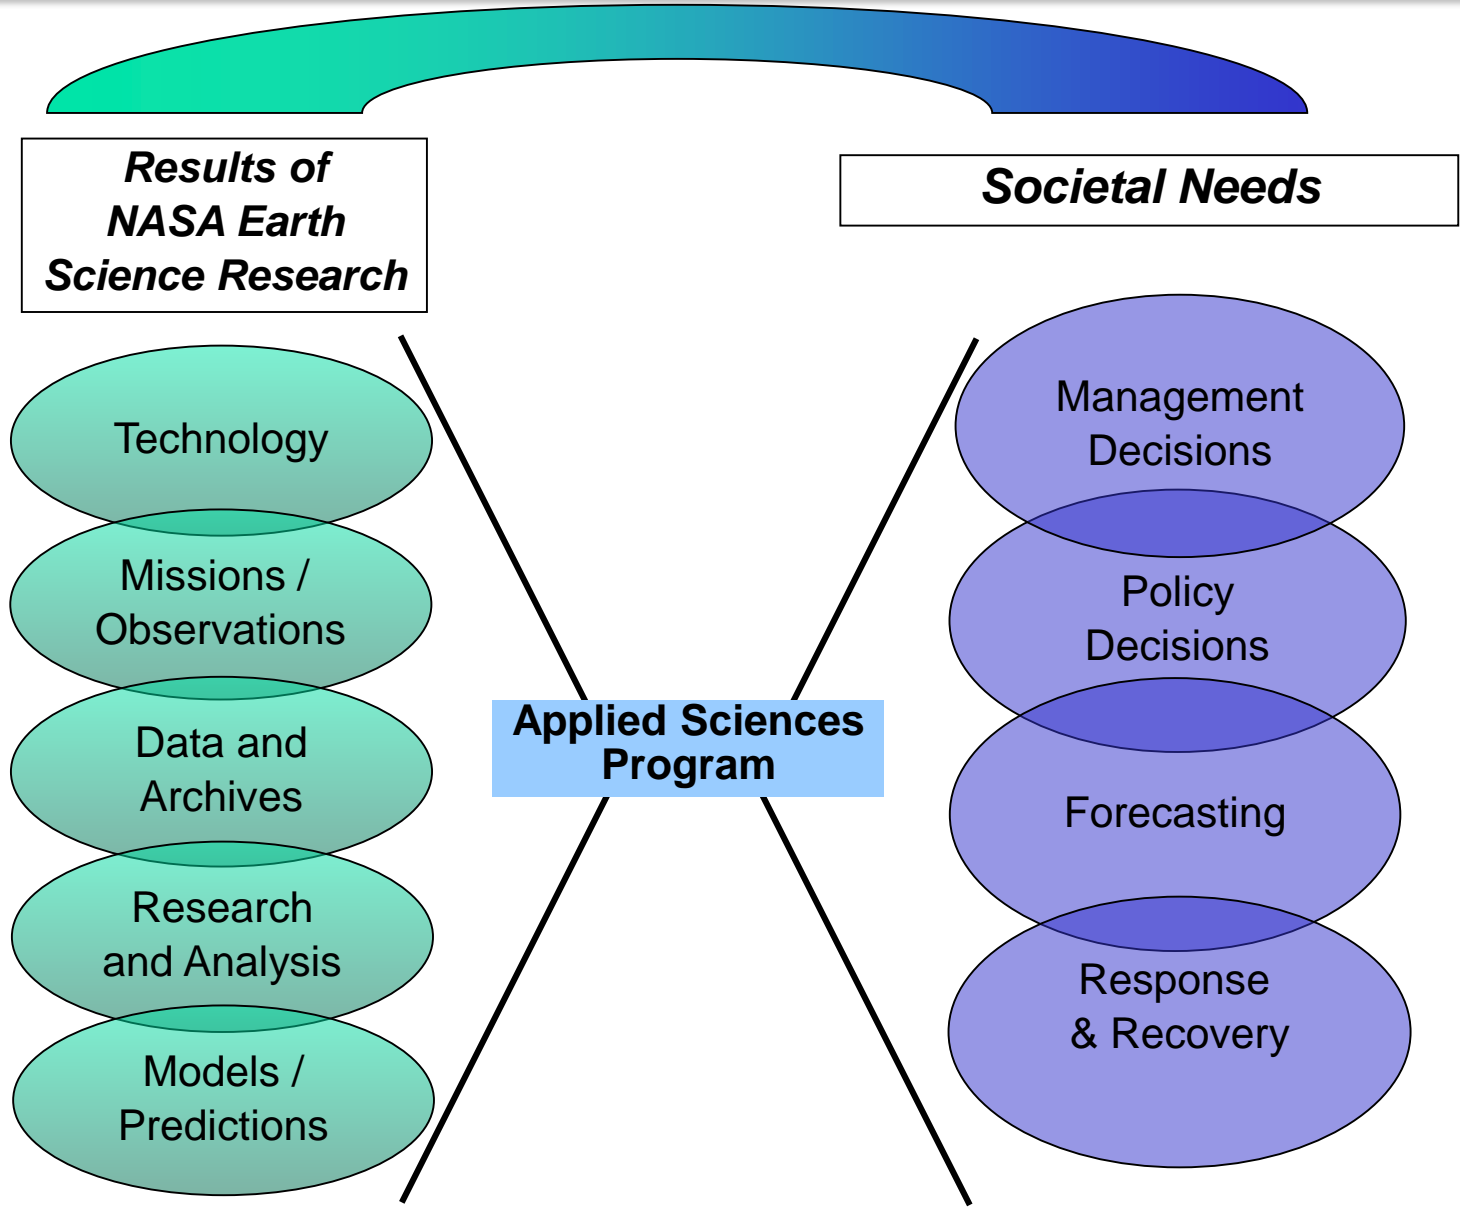 Results of
NASA Earth
Science Research
Societal Needs
Technology
Missions /
Observations
Data and
Archives
Research
and Analysis
Models /
Predictions
Applied Sciences
Program
Management
Decisions
Policy
Decisions
Forecasting
Response
& Recovery